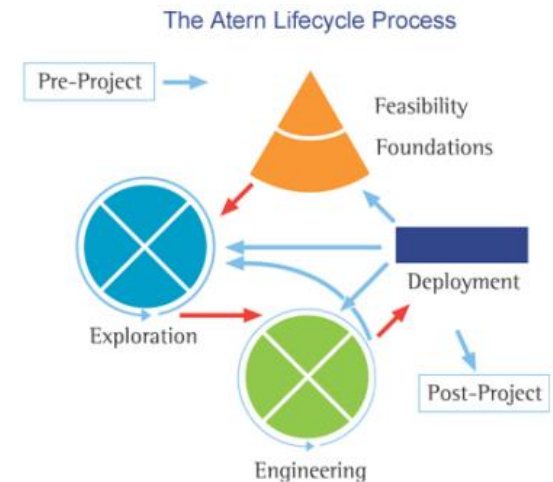 The Atern Lifecycle Process
Pre-Project
Feasibility
Foundations
Deployment
Exploration
Post-Project
Engineering